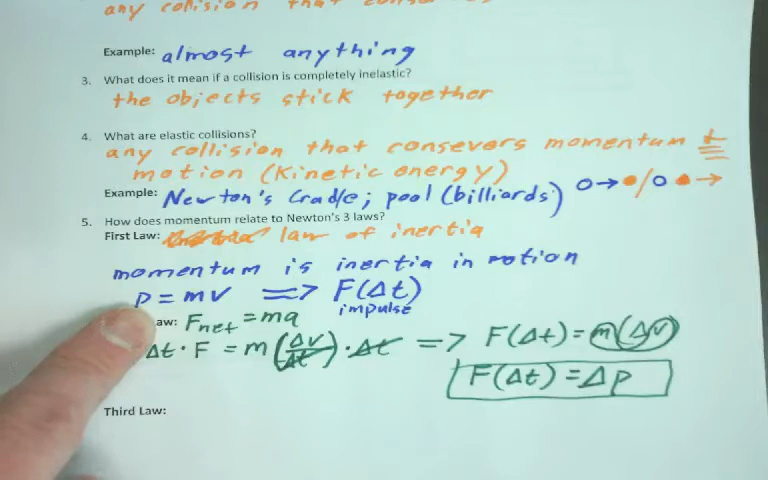 any collision that
Example: almost anything
3. What does it mean if a collision is completely inelastic?
the objects stick together
4. What are elastic collisions?
any collision that consevers momentum +
motion (Kinetic energy)
Example: Newton's Cradle; pool (billiards)
5. How does momentum relate to Newton's 3 laws?
First Law: law of inertia
momentum is inertia in motion
p = mv => F(Δt)
impulse
aw: Fnet = ma
Δt · F = m(Δv/Δt) · Δt => F(Δt) = m(Δv)
F(Δt) = Δp
Third Law: